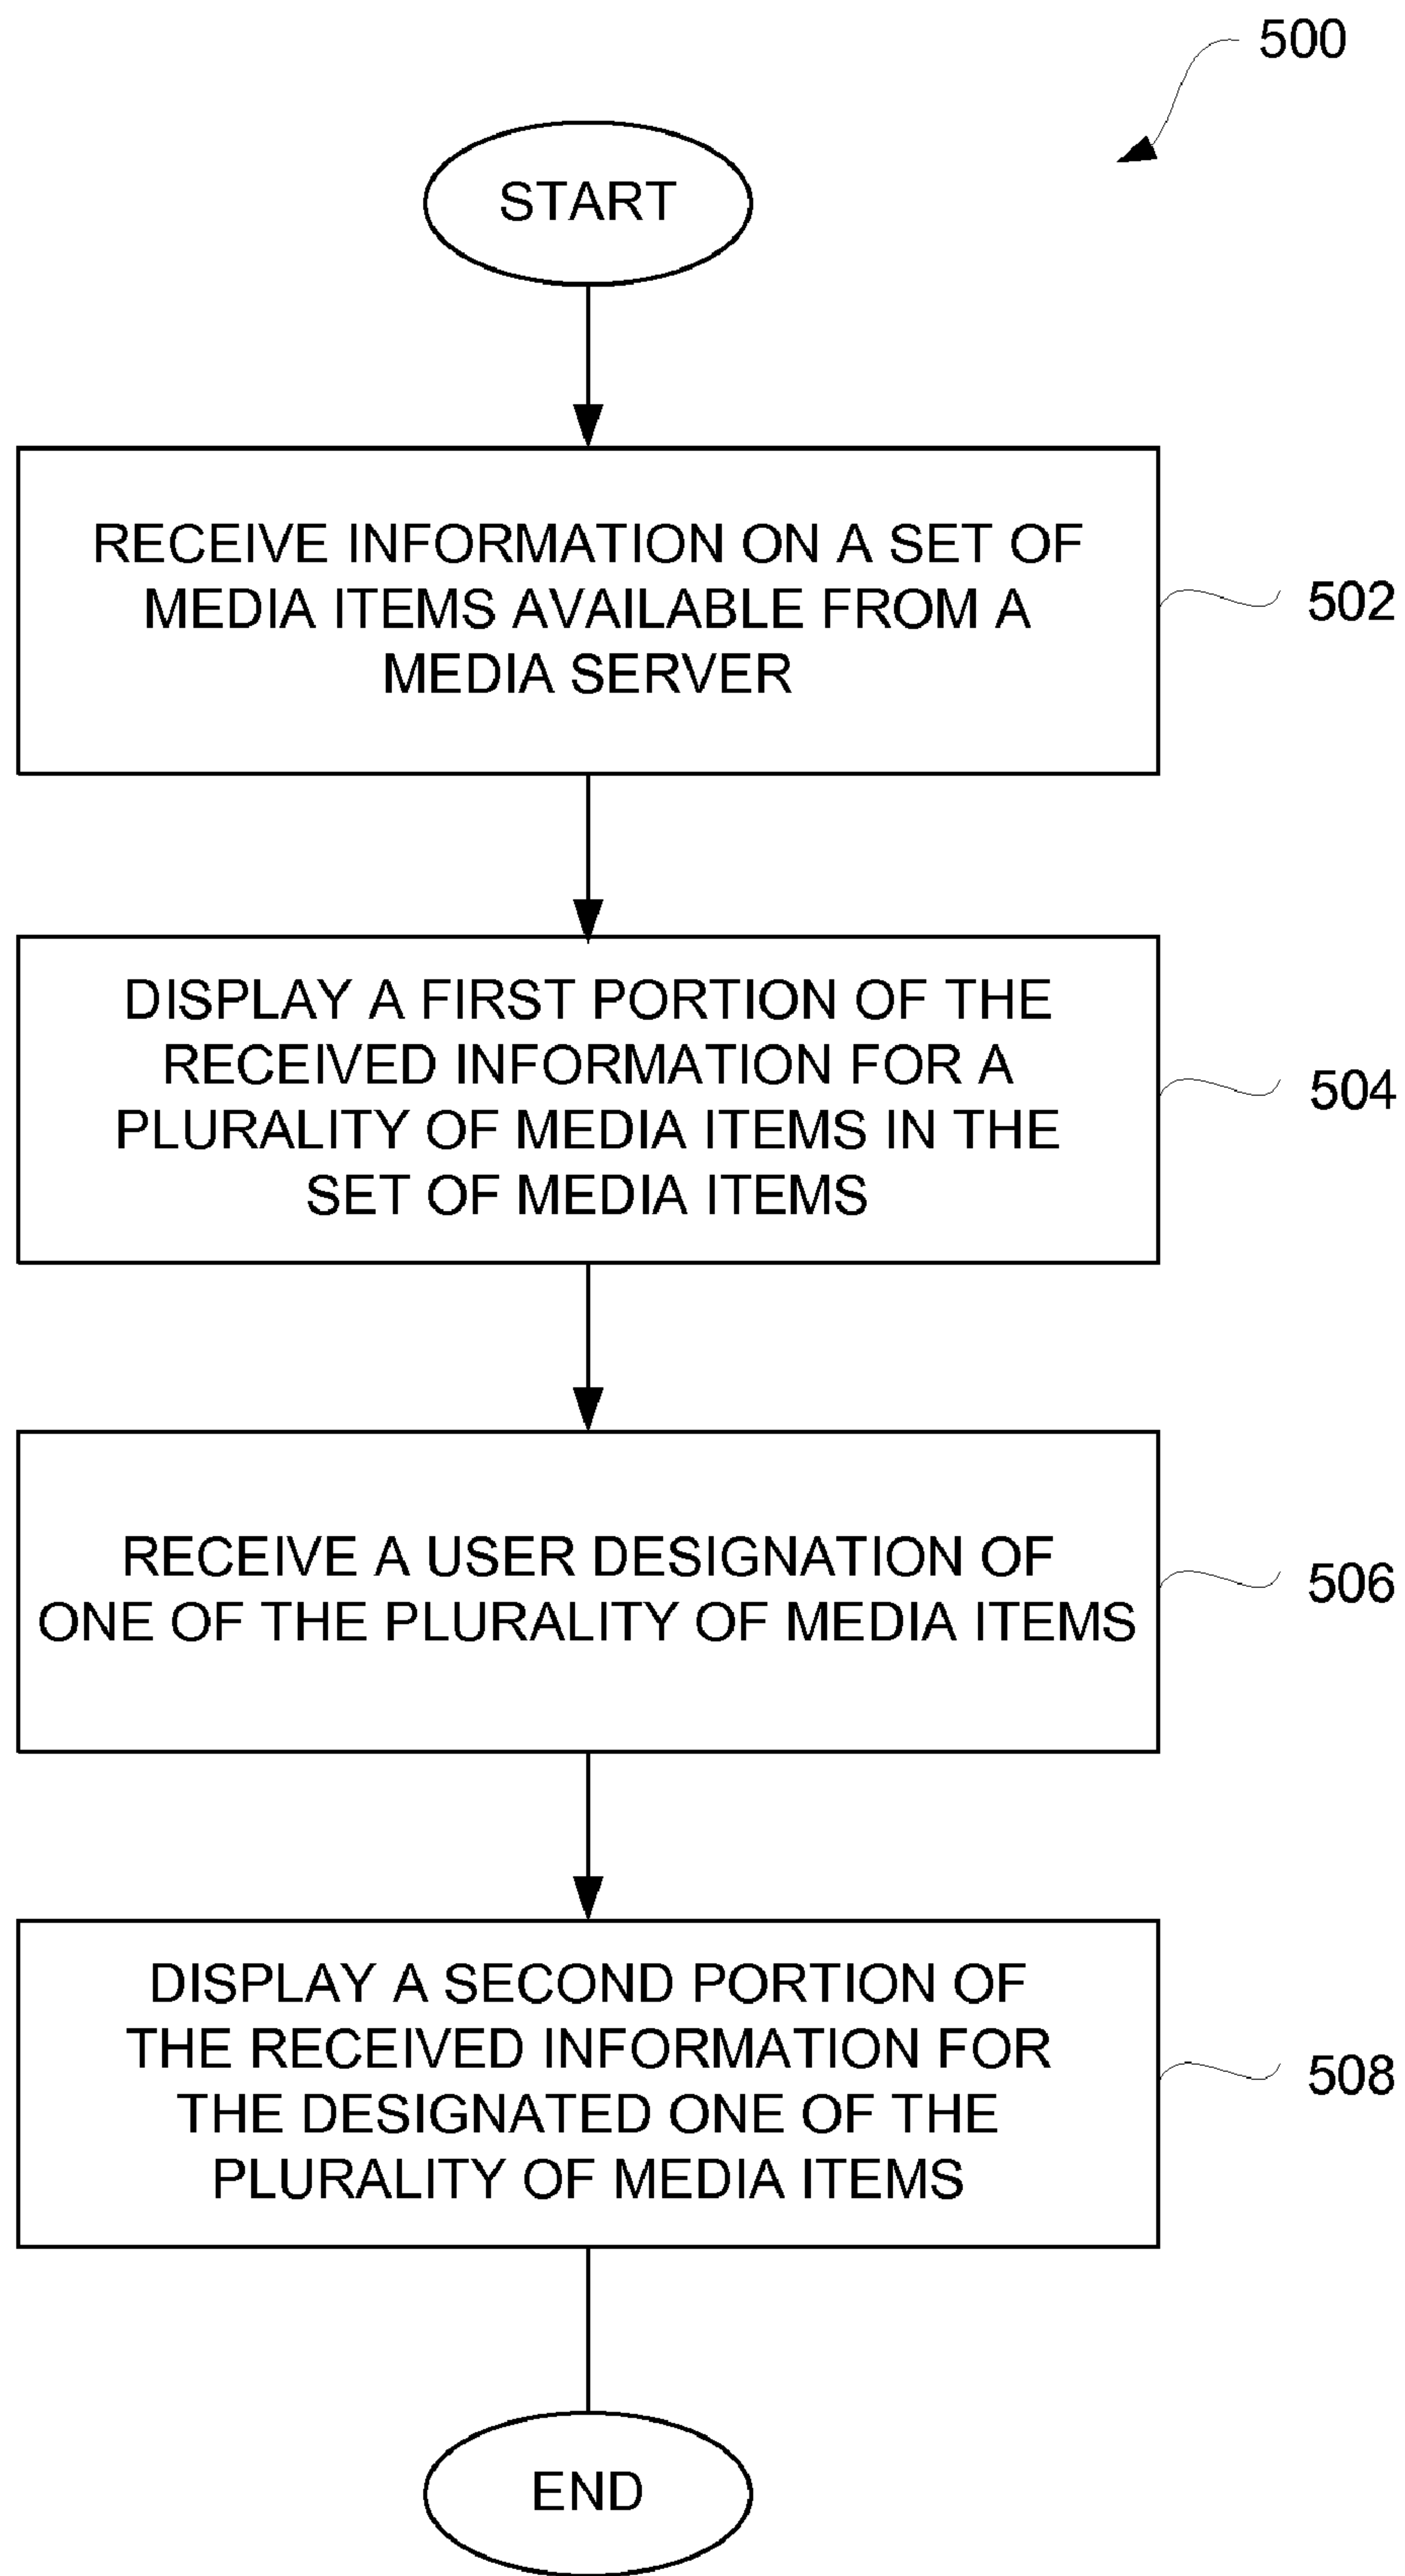 500
START
RECEIVE INFORMATION ON A SET OF
MEDIA ITEMS AVAILABLE FROM A
MEDIA SERVER
502
DISPLAY A FIRST PORTION OF THE
RECEIVED INFORMATION FOR A
PLURALITY OF MEDIA ITEMS IN THE
SET OF MEDIA ITEMS
504
RECEIVE A USER DESIGNATION OF
ONE OF THE PLURALITY OF MEDIA ITEMS
506
DISPLAY A SECOND PORTION OF
THE RECEIVED INFORMATION FOR
THE DESIGNATED ONE OF THE
PLURALITY OF MEDIA ITEMS
508
END